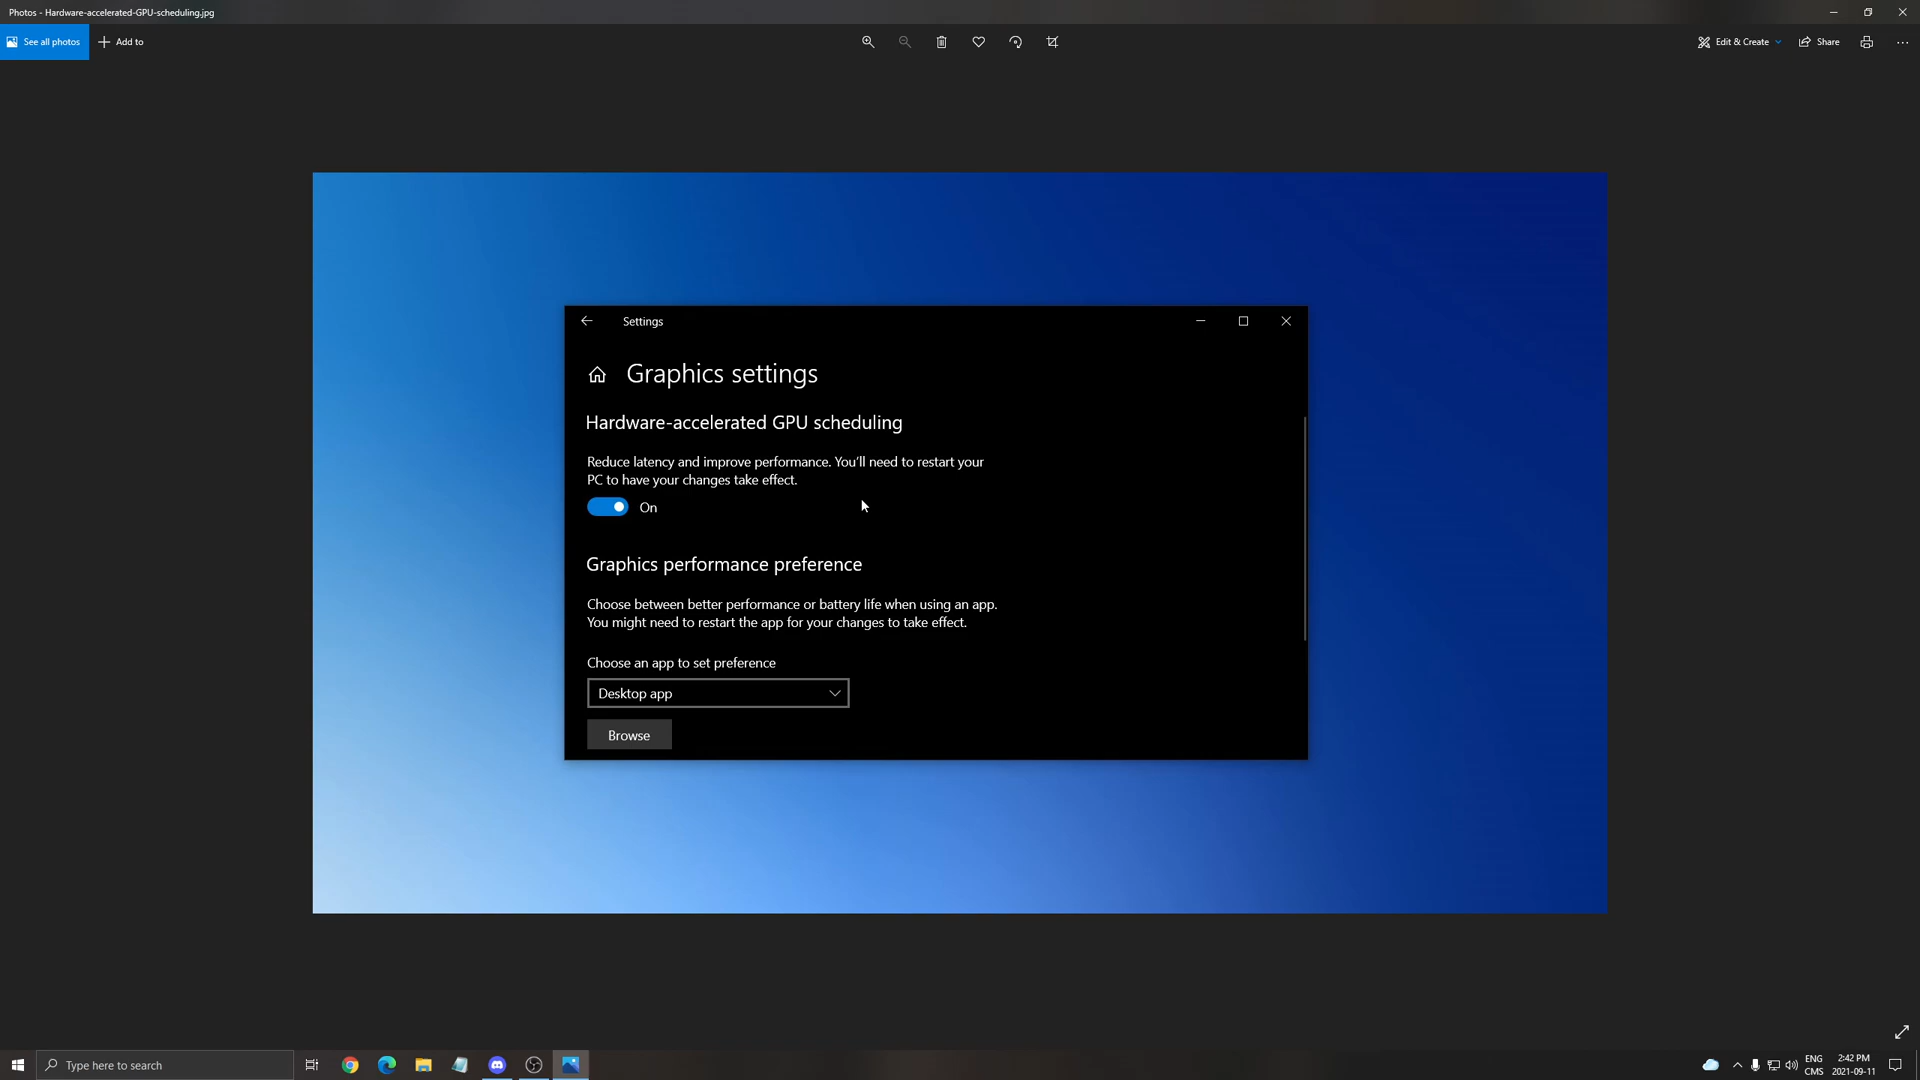 Photos - Hardware-accelerated-GPU-scheduling.jpg
See all photos
Add to
Edit & Create
Share
Settings
Graphics settings
Hardware-accelerated GPU scheduling
Reduce latency and improve performance. You'll need to restart your
PC to have your changes take effect.
On
Graphics performance preference
Choose between better performance or battery life when using an app.
You might need to restart the app for your changes to take effect.
Choose an app to set preference
Desktop app
Browse
Type here to search
ENG
CMS
2:42 PM
2021-09-11